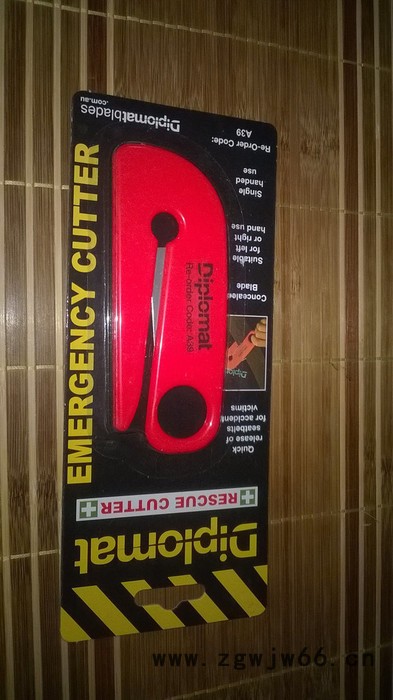 Diplomat
RESCUE CUTTER
EMERGENCY CUTTER
Quick
release of
seatbelts
for accident
victims
Diplomat
Concealed
Blade
Suitable
for left
or right
hand use
Single
handed
use
Re-Order Code:
A39
Diplomat
Re-order Code: A39
Diplomatblades
.com.au
www.zgwjw66.cn